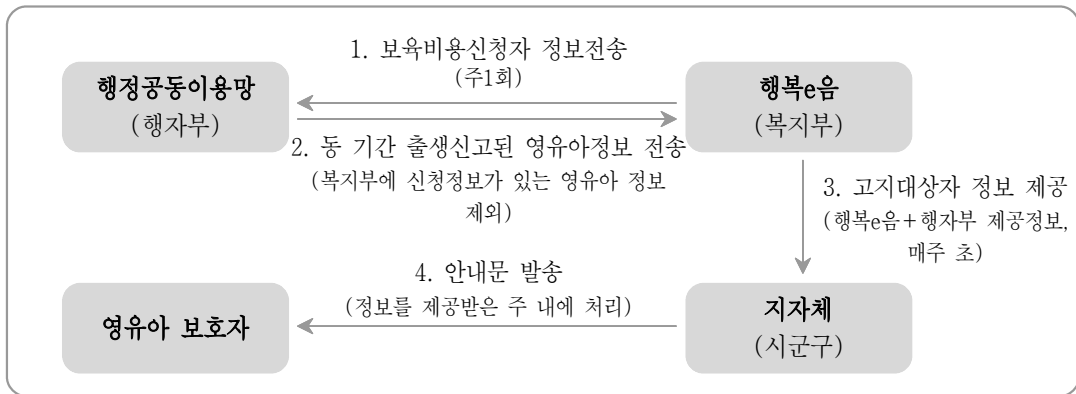 1. 보육비용신청자 정보전송
(주1회)
행정공동이용망
(행자부)
행복e음
(복지부)
2. 동 기간 출생신고된 영유아정보 전송
(복지부에 신청정보가 있는 영유아 정보
제외)
3. 고지대상자 정보 제공
(행복e음+행자부 제공정보,
매주 초)
4. 안내문 발송
(정보를 제공받은 주 내에 처리)
영유아 보호자
지자체
(시군구)